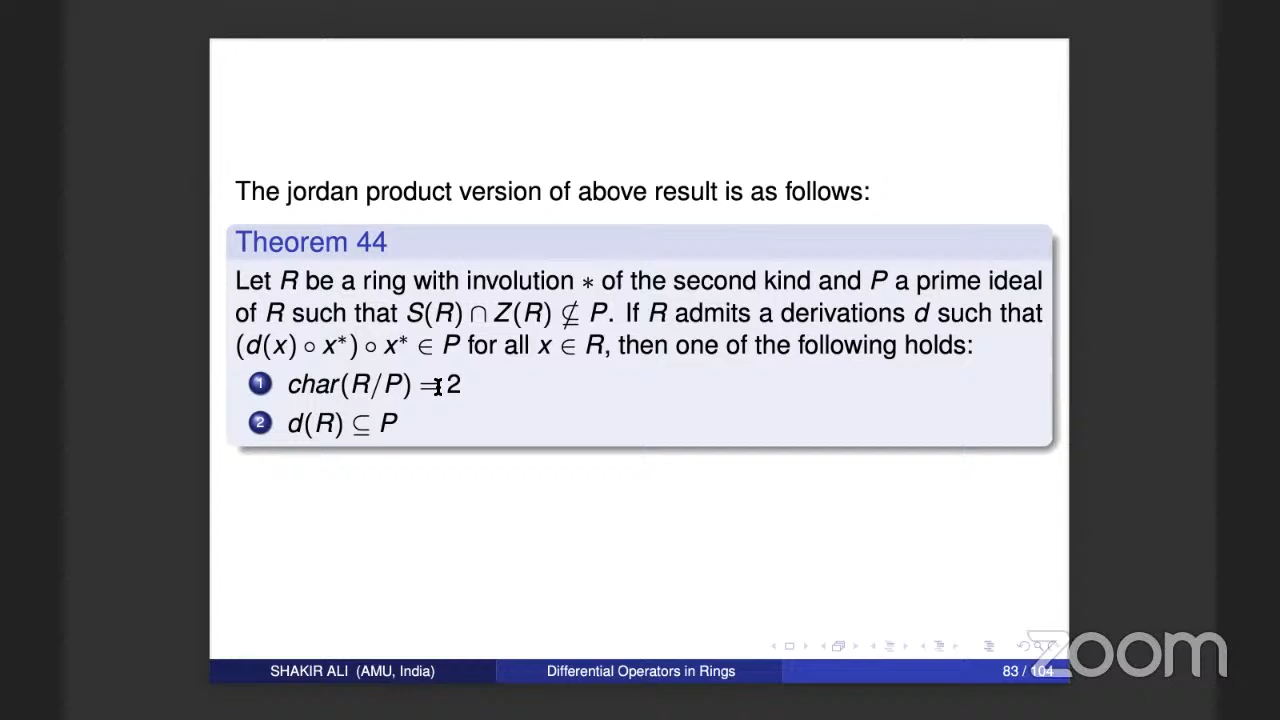 The jordan product version of above result is as follows:
Theorem 44
Let R be a ring with involution ∗ of the second kind and P a prime ideal
of R such that S(R) ∩ Z(R) ⊈ P. If R admits a derivations d such that
(d(x) ∘ x*) ∘ x* ∈ P for all x ∈ R, then one of the following holds:
1 char(R/P) = 2
2 d(R) ⊆ P
SHAKIR ALI (AMU, India) Differential Operators in Rings 83 / 104
zoom